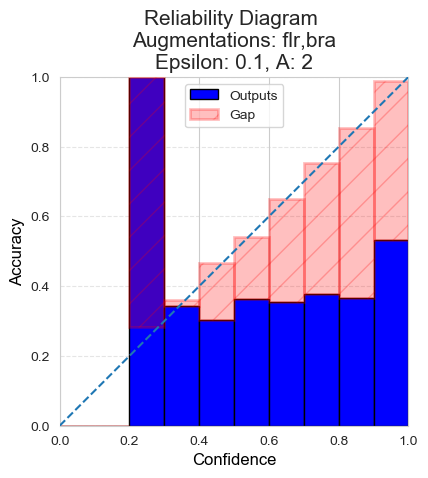 Reliability Diagram
Augmentations: flr,bra
Epsilon: 0.1, A: 2
Outputs
Gap
Accuracy
1.0
0.8
0.6
0.4
0.2
0.0
0.0 0.2 0.4 0.6 0.8 1.0
Confidence